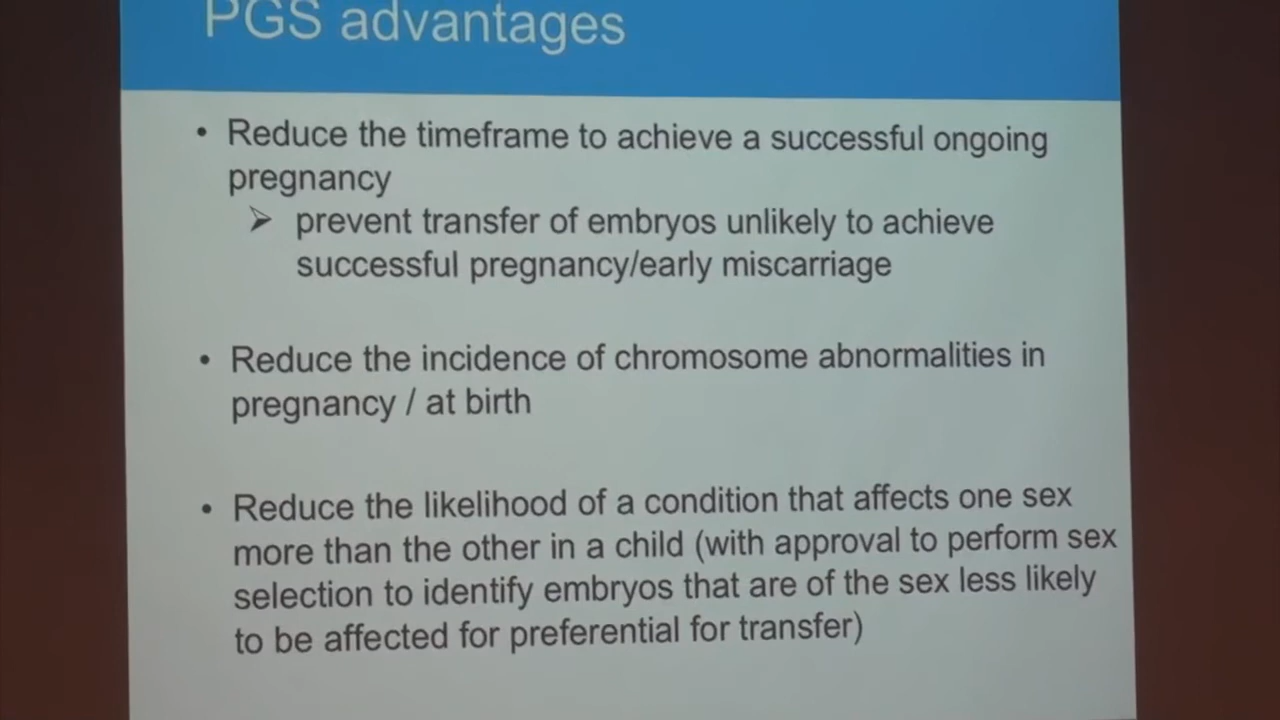 PGS advantages
• Reduce the timeframe to achieve a successful ongoing
pregnancy
➢ prevent transfer of embryos unlikely to achieve
successful pregnancy/early miscarriage
• Reduce the incidence of chromosome abnormalities in
pregnancy / at birth
• Reduce the likelihood of a condition that affects one sex
more than the other in a child (with approval to perform sex
selection to identify embryos that are of the sex less likely
to be affected for preferential for transfer)